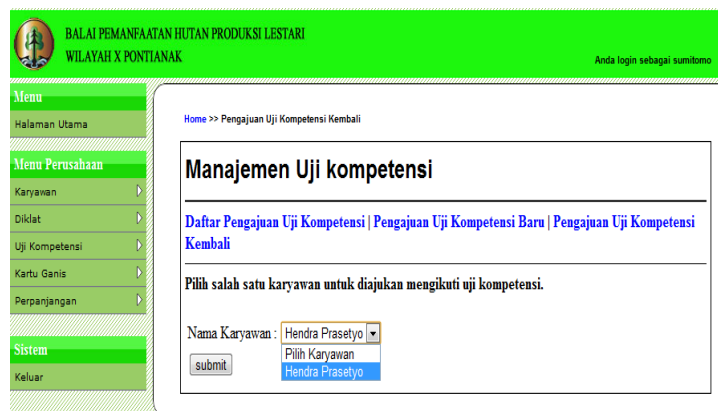 BALAI PEMANFAATAN HUTAN PRODUKSI LESTARI
WILAYAH X PONTIANAK
Anda login sebagai sumitomo
Menu
Halaman Utama
Menu Perusahaan
Karyawan
Diklat
Uji Kompetensi
Kartu Ganis
Perpanjangan
Sistem
Keluar
Home >> Pengajuan Uji Kompetensi Kembali
Manajemen Uji kompetensi
Daftar Pengajuan Uji Kompetensi | Pengajuan Uji Kompetensi Baru | Pengajuan Uji Kompetensi
Kembali
Pilih salah satu karyawan untuk diajukan mengikuti uji kompetensi.
Nama Karyawan : Hendra Prasetyo
Pilih Karyawan
Hendra Prasetyo
submit